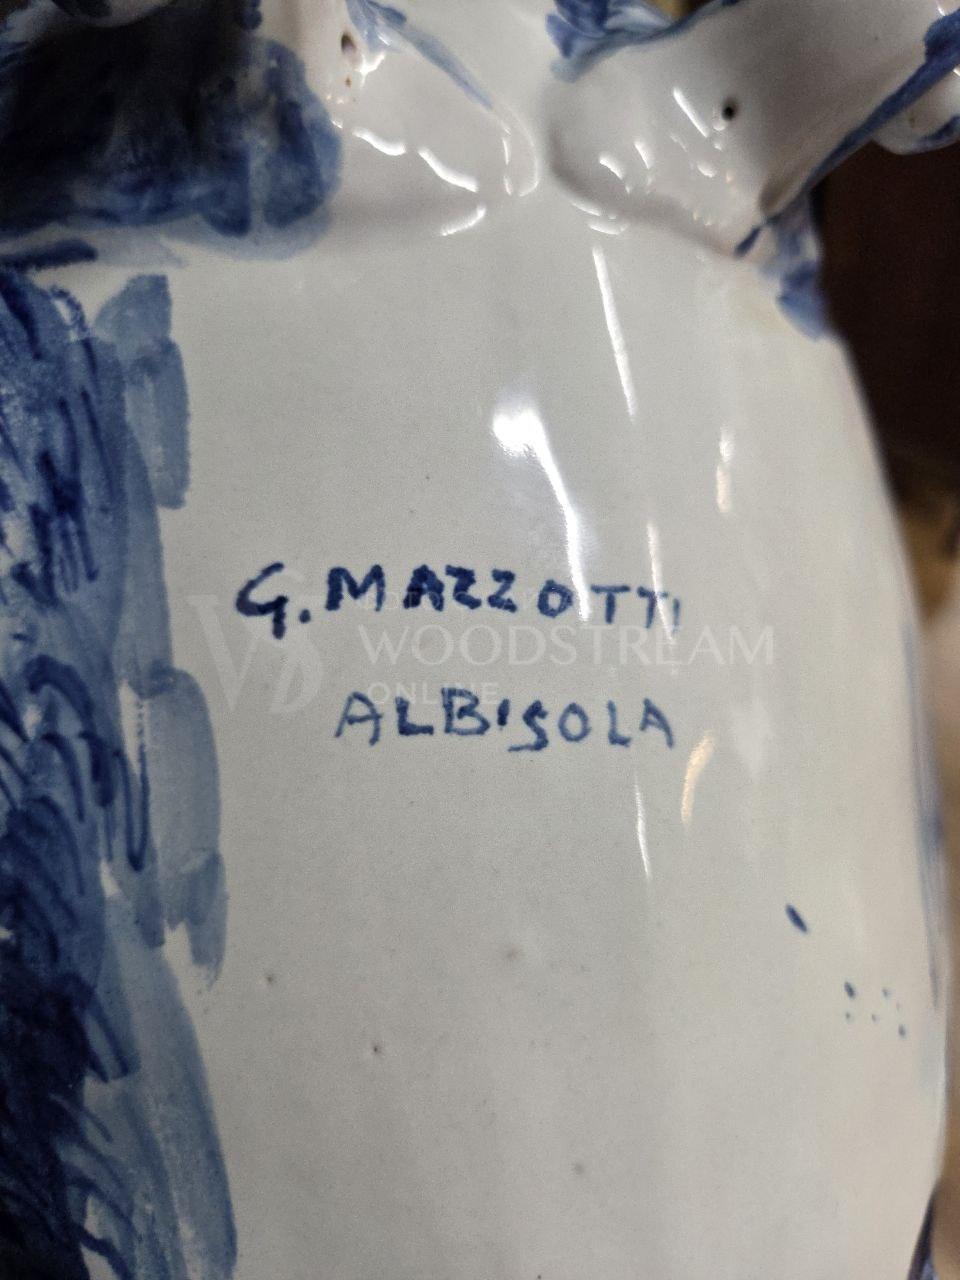 G. MAZZOTTI
WOODSTREAM
ONLINE
ALBISOLA